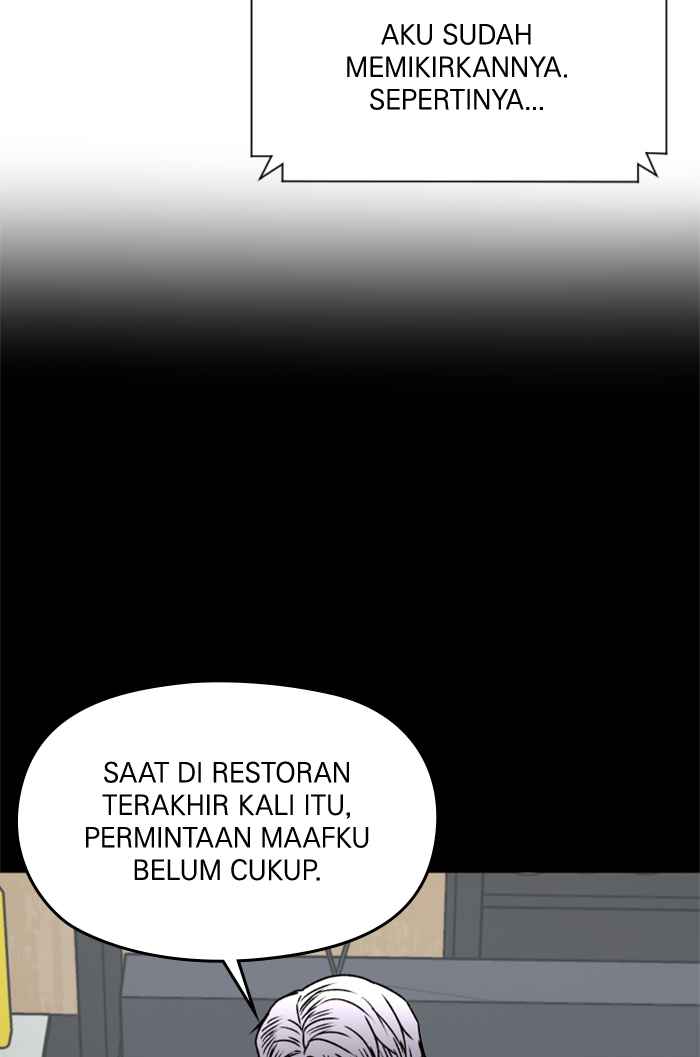 AKU SUDAH
MEMIKIRKANNYA.
SEPERTINYA...
SAAT DI RESTORAN
TERAKHIR KALI ITU,
PERMINTAAN MAAFKU
BELUM CUKUP.